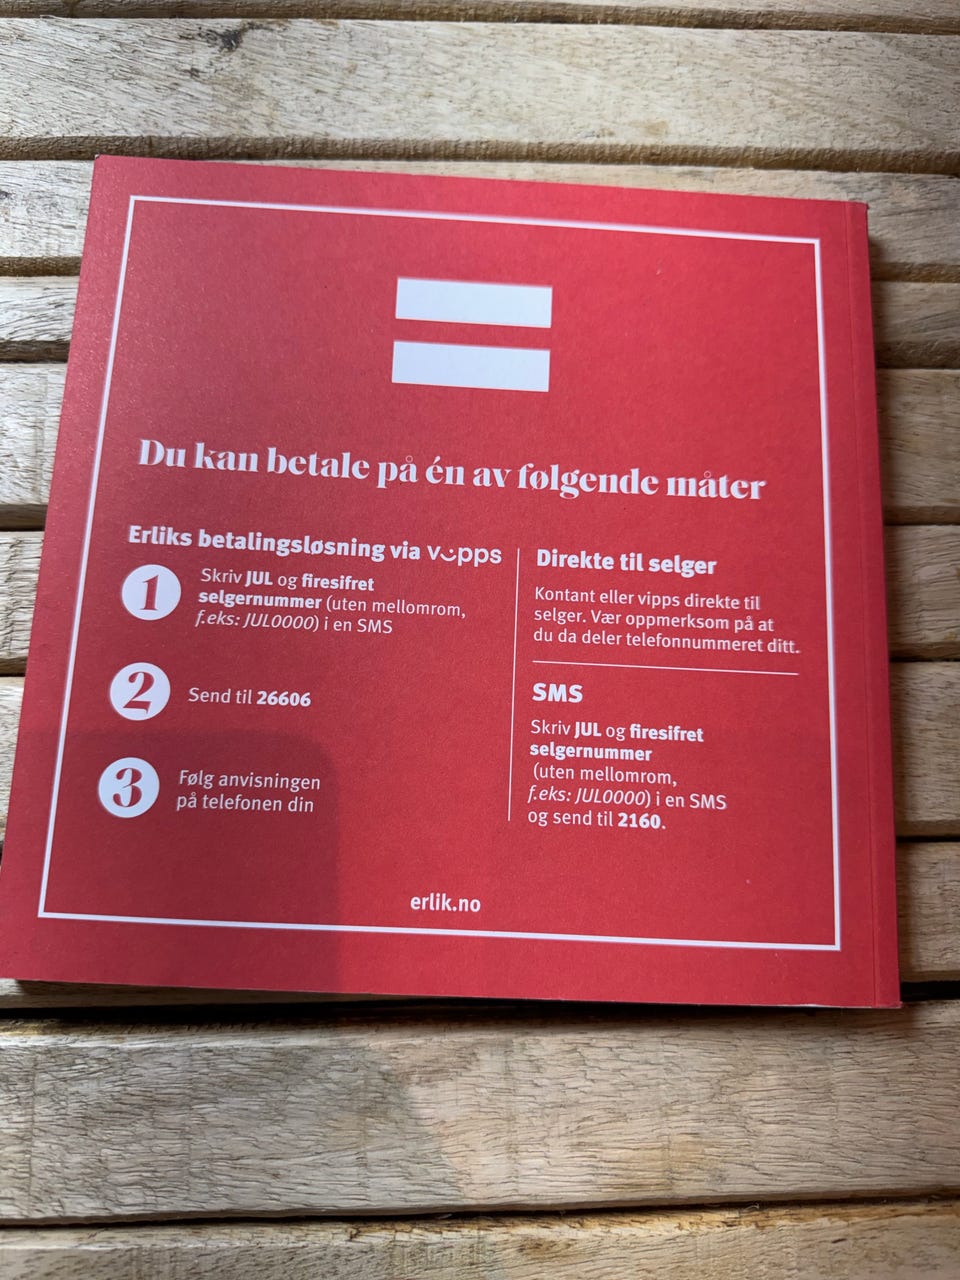 Du kan betale på én av følgende måter
Erliks betalingsløsning via vipps
1
Skriv JUL og firesifret
selgernummer (uten mellomrom,
f.eks: JUL0000) i en SMS
2
Send til 26606
3
Følg anvisningen
på telefonen din
Direkte til selger
Kontant eller vipps direkte til
selger. Vær oppmerksom på at
du da deler telefonnummeret ditt.
SMS
Skriv JUL og firesifret
selgernummer
(uten mellomrom,
f.eks: JUL0000) i en SMS
og send til 2160.
erlik.no